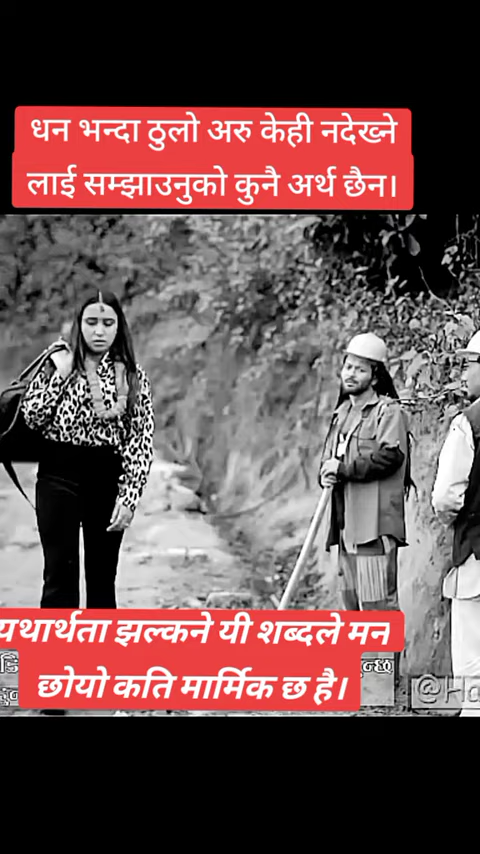 धन भन्दा ठुलो अरु केही नदेख्ने
लाई सम्झाउनुको कुनै अर्थ छैन।
यथार्थता झल्कने यी शब्दले मन
छोयो कति मार्मिक छ है।